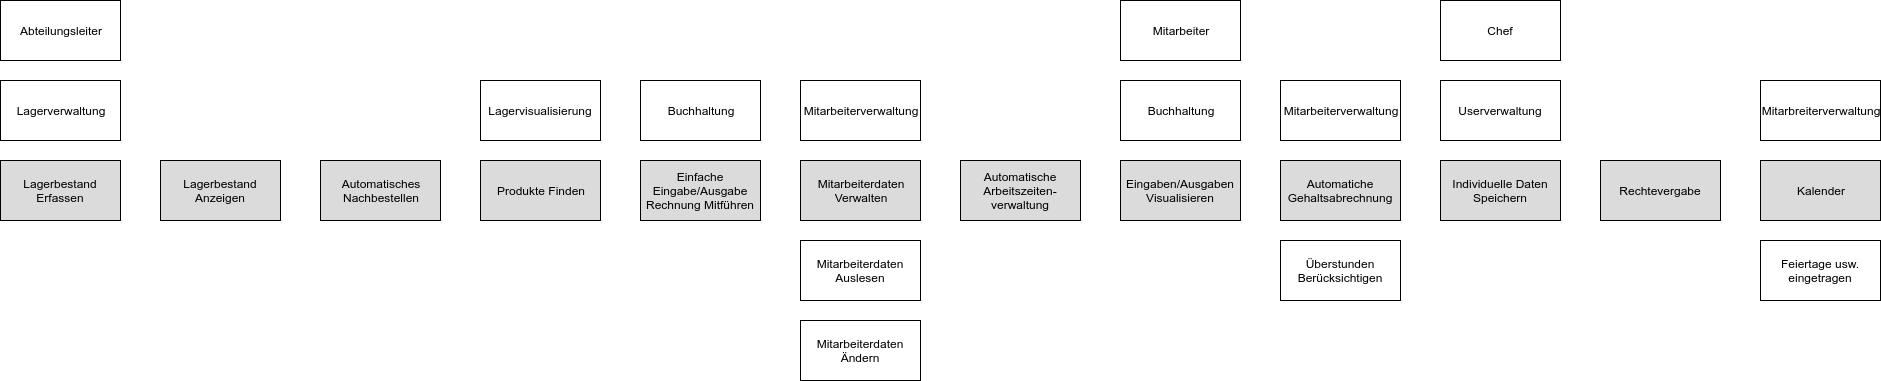 Abteilungsleiter
Mitarbeiter
Chef
Lagerverwaltung
Lagervisualisierung
Buchhaltung
Mitarbeiterverwaltung
Buchhaltung
Mitarbeiterverwaltung
Userverwaltung
Mitarbreiterverwaltung
Lagerbestand
Erfassen
Lagerbestand
Anzeigen
Automatisches
Nachbestellen
Produkte Finden
Einfache
Eingabe/Ausgabe
Rechnung Mitführen
Mitarbeiterdaten
Verwalten
Automatische
Arbeitszeiten-
verwaltung
Eingaben/Ausgaben
Visualisieren
Automatiche
Gehaltsabrechnung
Individuelle Daten
Speichern
Rechtevergabe
Kalender
Mitarbeiterdaten
Auslesen
Überstunden
Berücksichtigen
Feiertage usw.
eingetragen
Mitarbeiterdaten
Ändern